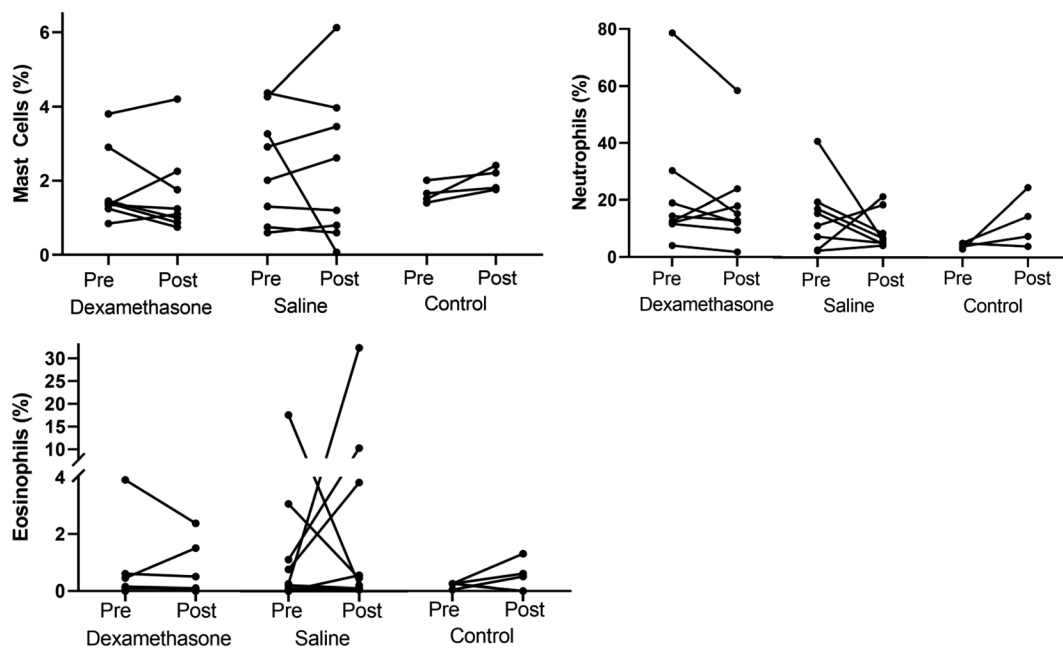 Mast Cells (%)
6
4
2
0
Pre Post Pre Post Pre Post
Dexamethasone Saline Control
Neutrophils (%)
80
60
40
20
0
Pre Post Pre Post Pre Post
Dexamethasone Saline Control
Eosinophils (%)
30
25
20
15
10
4
2
0
Pre Post Pre Post Pre Post
Dexamethasone Saline Control